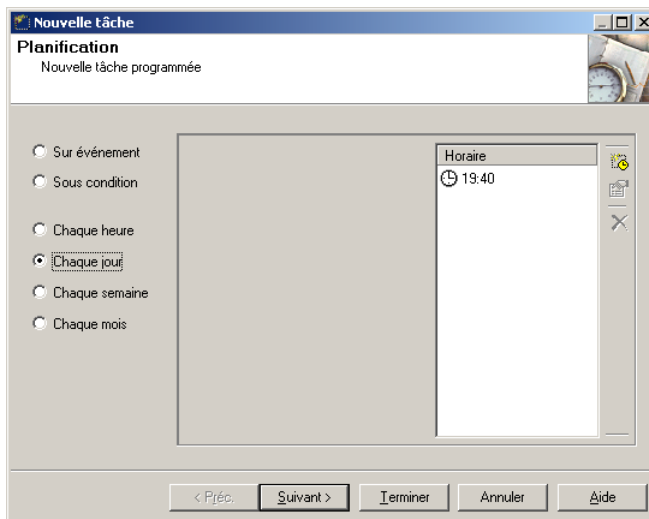 Nouvelle tâche
Planification
Nouvelle tâche programmée
Sur événement
Sous condition
Chaque heure
Chaque jour
Chaque semaine
Chaque mois
Horaire
19:40
< Préc.
Suivant >
Terminer
Annuler
Aide